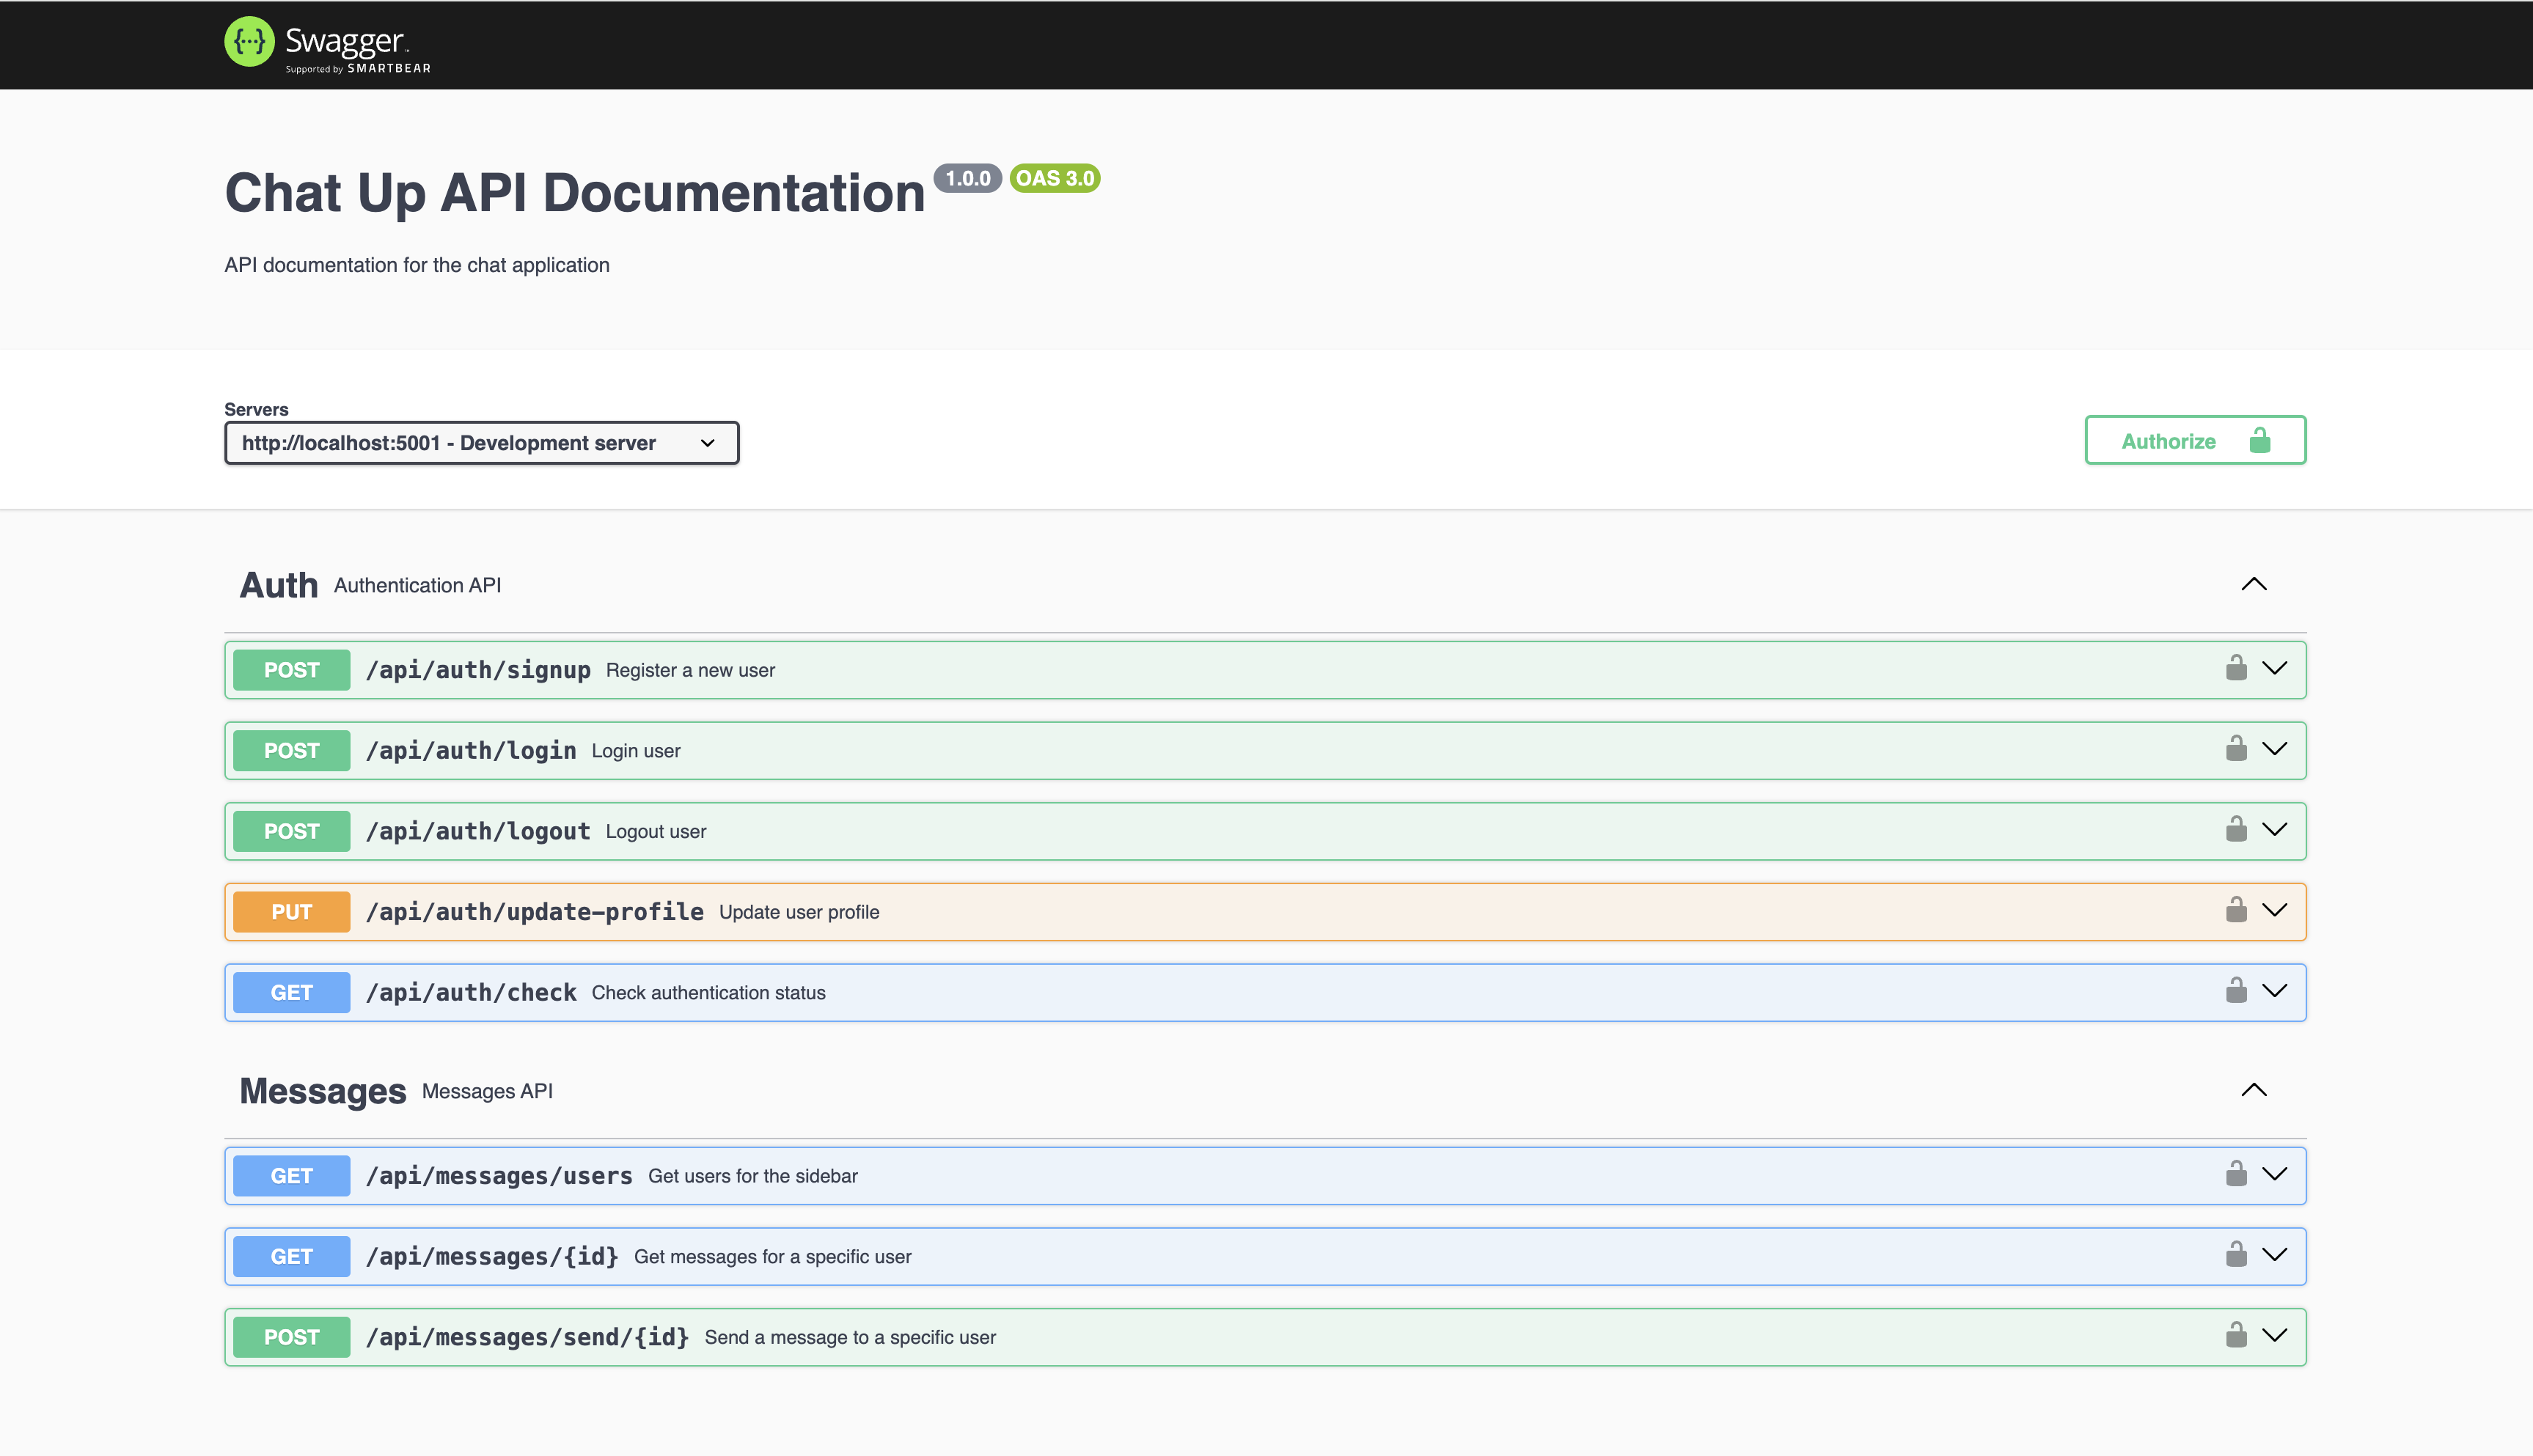 {···} Swagger™
Supported by SMARTBEAR
Chat Up API Documentation 1.0.0 OAS 3.0
API documentation for the chat application
Servers
http://localhost:5001 - Development server
Authorize
Auth Authentication API
POST /api/auth/signup Register a new user
POST /api/auth/login Login user
POST /api/auth/logout Logout user
PUT /api/auth/update-profile Update user profile
GET /api/auth/check Check authentication status
Messages Messages API
GET /api/messages/users Get users for the sidebar
GET /api/messages/{id} Get messages for a specific user
POST /api/messages/send/{id} Send a message to a specific user